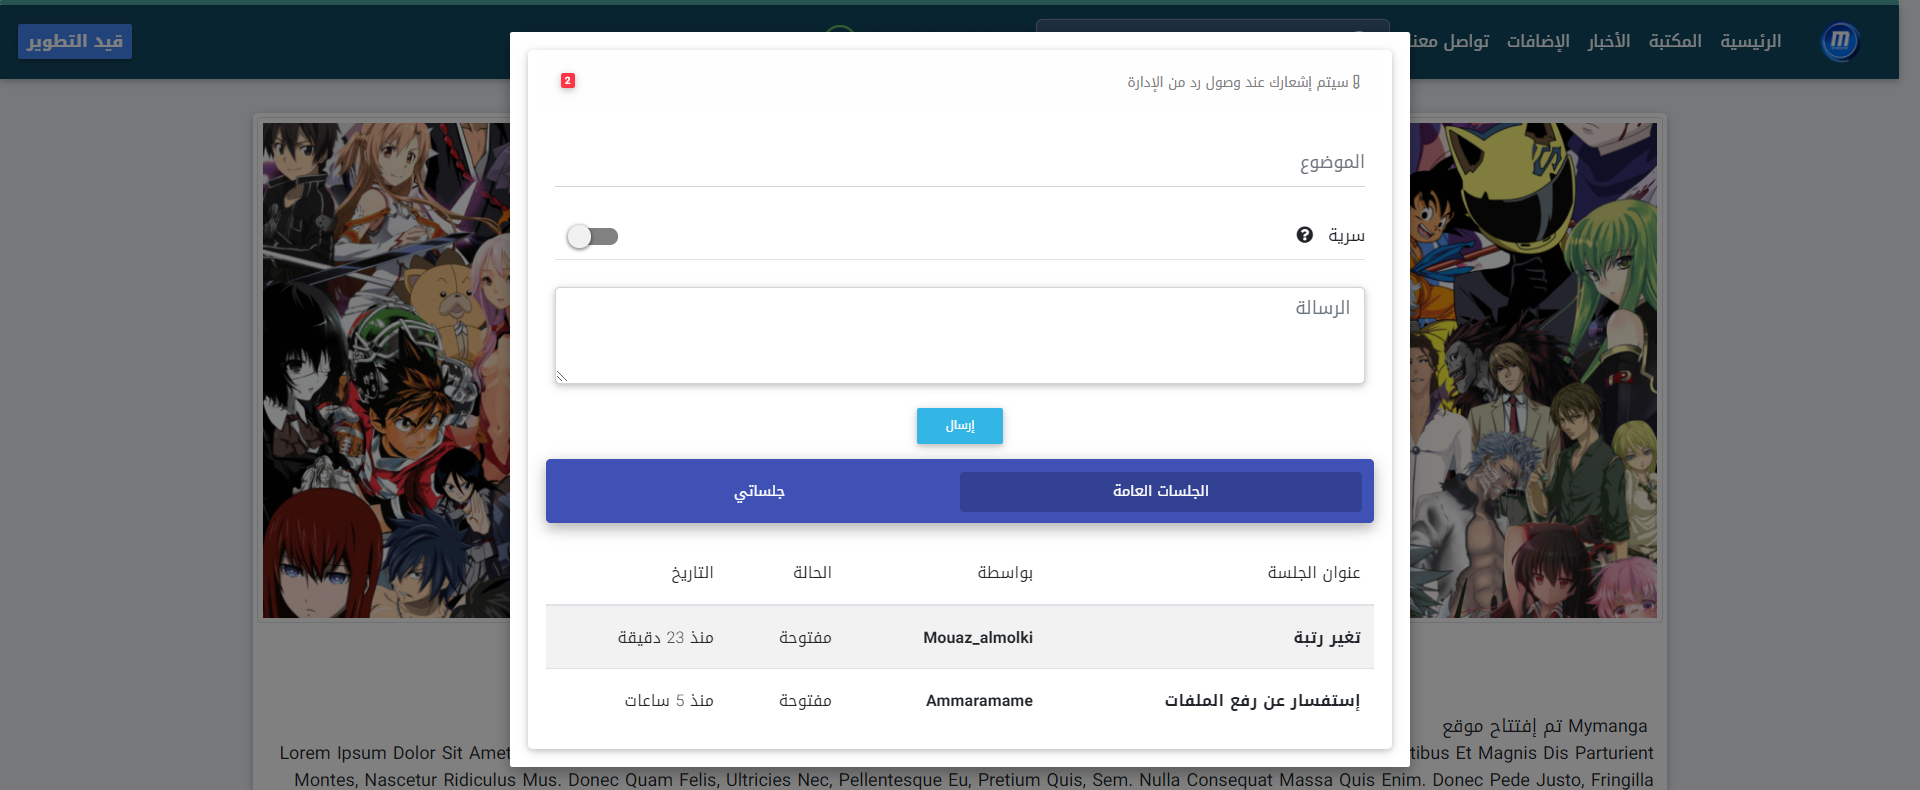 الرئيسية
المكتبة
الأخبار
الإضافات
تواصل معنا
قيد التطوير
سيتم إشعارك عند وصول رد من الإدارة
2
الموضوع
سرية
الرسالة
إرسال
الجلسات العامة
جلساتي
عنوان الجلسة بواسطة الحالة التاريخ
تغير رتبة Mouaz_almolki مفتوحة منذ 23 دقيقة
إستفسار عن رفع الملفات Ammaramame مفتوحة منذ 5 ساعات
تم إفتتاح موقع Mymanga
Lorem Ipsum Dolor Sit Amet
Et Magnis Dis Parturient
Montes, Nascetur Ridiculus Mus. Donec Quam Felis, Ultricies Nec, Pellentesque Eu, Pretium Quis, Sem. Nulla Consequat Massa Quis Enim. Donec Pede Justo, Fringilla